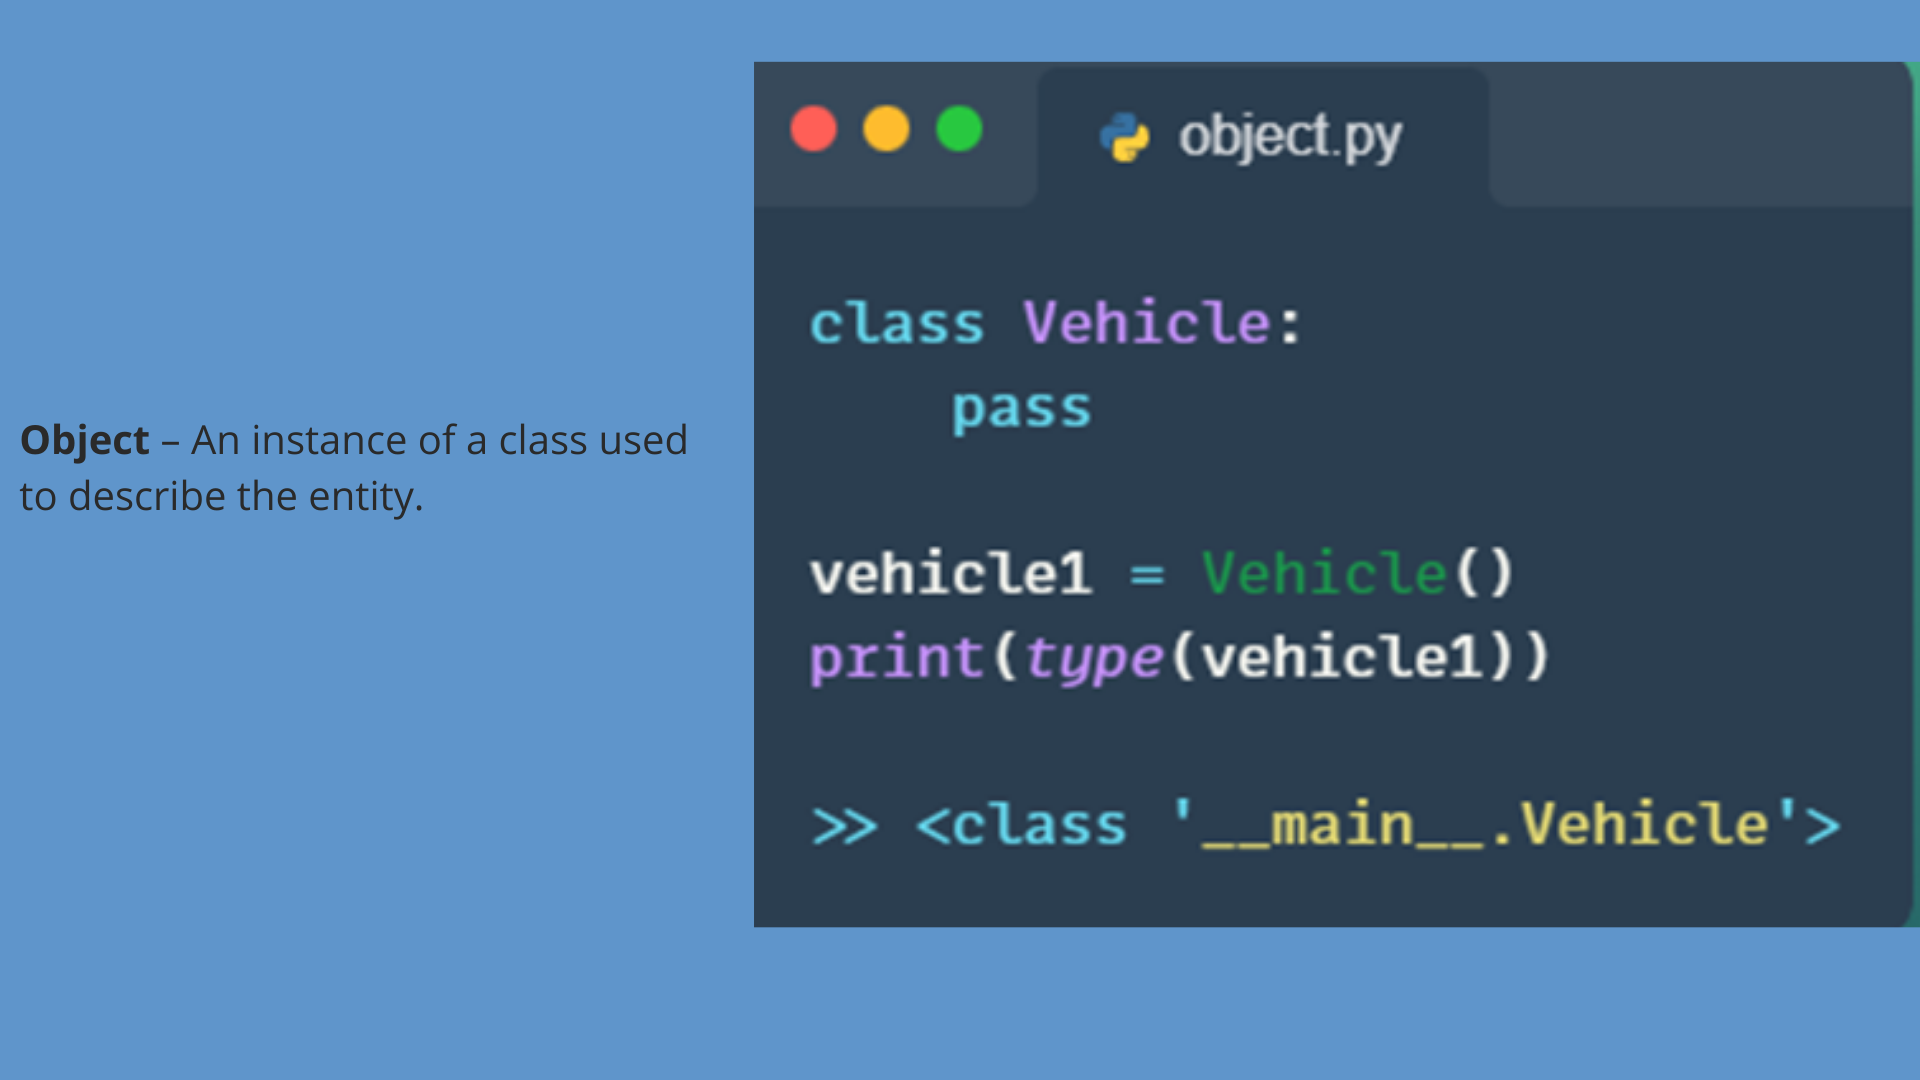 Object – An instance of a class used
to describe the entity.
object.py
class Vehicle:
    pass
vehicle1 = Vehicle()
print(type(vehicle1))
>> <class '__main__.Vehicle'>